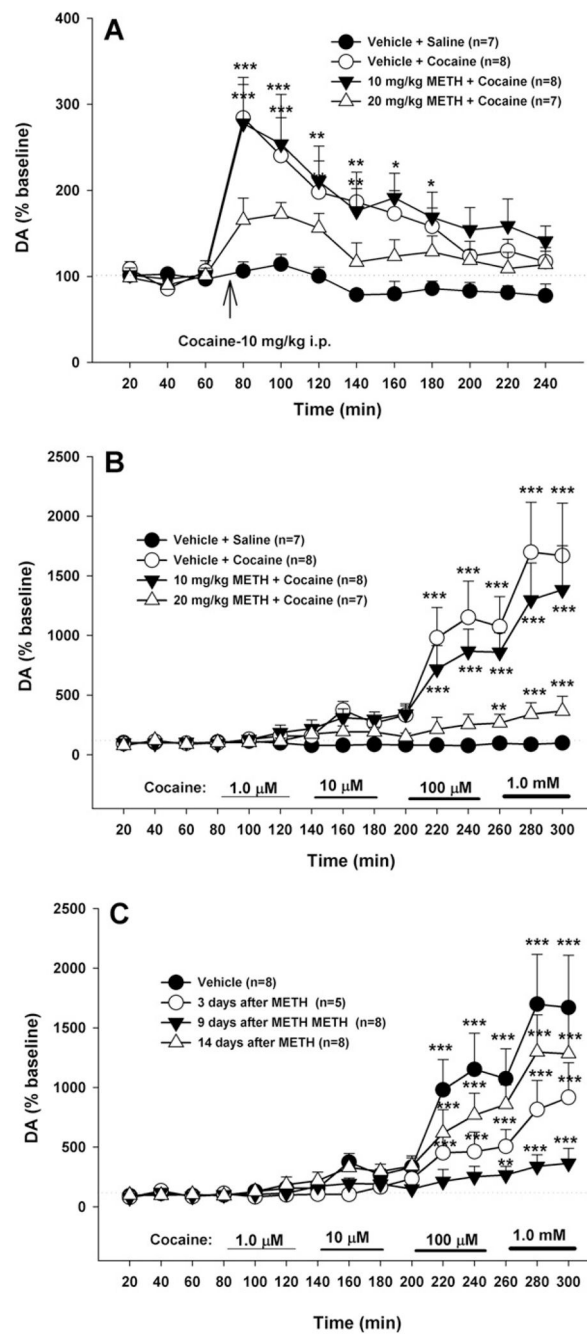 A
400
300
200
100
0
DA (% baseline)
Vehicle + Saline (n=7)
Vehicle + Cocaine (n=8)
10 mg/kg METH + Cocaine (n=8)
20 mg/kg METH + Cocaine (n=7)
***
***
***
***
**
**
**
*
*
Cocaine-10 mg/kg i.p.
20 40 60 80 100 120 140 160 180 200 220 240
Time (min)
B
2500
2000
1500
1000
500
0
DA (% baseline)
Vehicle + Saline (n=7)
Vehicle + Cocaine (n=8)
10 mg/kg METH + Cocaine (n=8)
20 mg/kg METH + Cocaine (n=7)
*** ***
*** *** ***
*** ***
*** *** ***
** *** ***
Cocaine: 1.0 μM 10 μM 100 μM 1.0 mM
20 40 60 80 100 120 140 160 180 200 220 240 260 280 300
Time (min)
C
2500
2000
1500
1000
500
0
DA (% baseline)
Vehicle (n=8)
3 days after METH (n=5)
9 days after METH METH (n=8)
14 days after METH (n=8)
*** ***
*** *** ***
*** ***
*** *** ***
*** ***
*** *** ***
** *** ***
Cocaine: 1.0 μM 10 μM 100 μM 1.0 mM
20 40 60 80 100 120 140 160 180 200 220 240 260 280 300
Time (min)